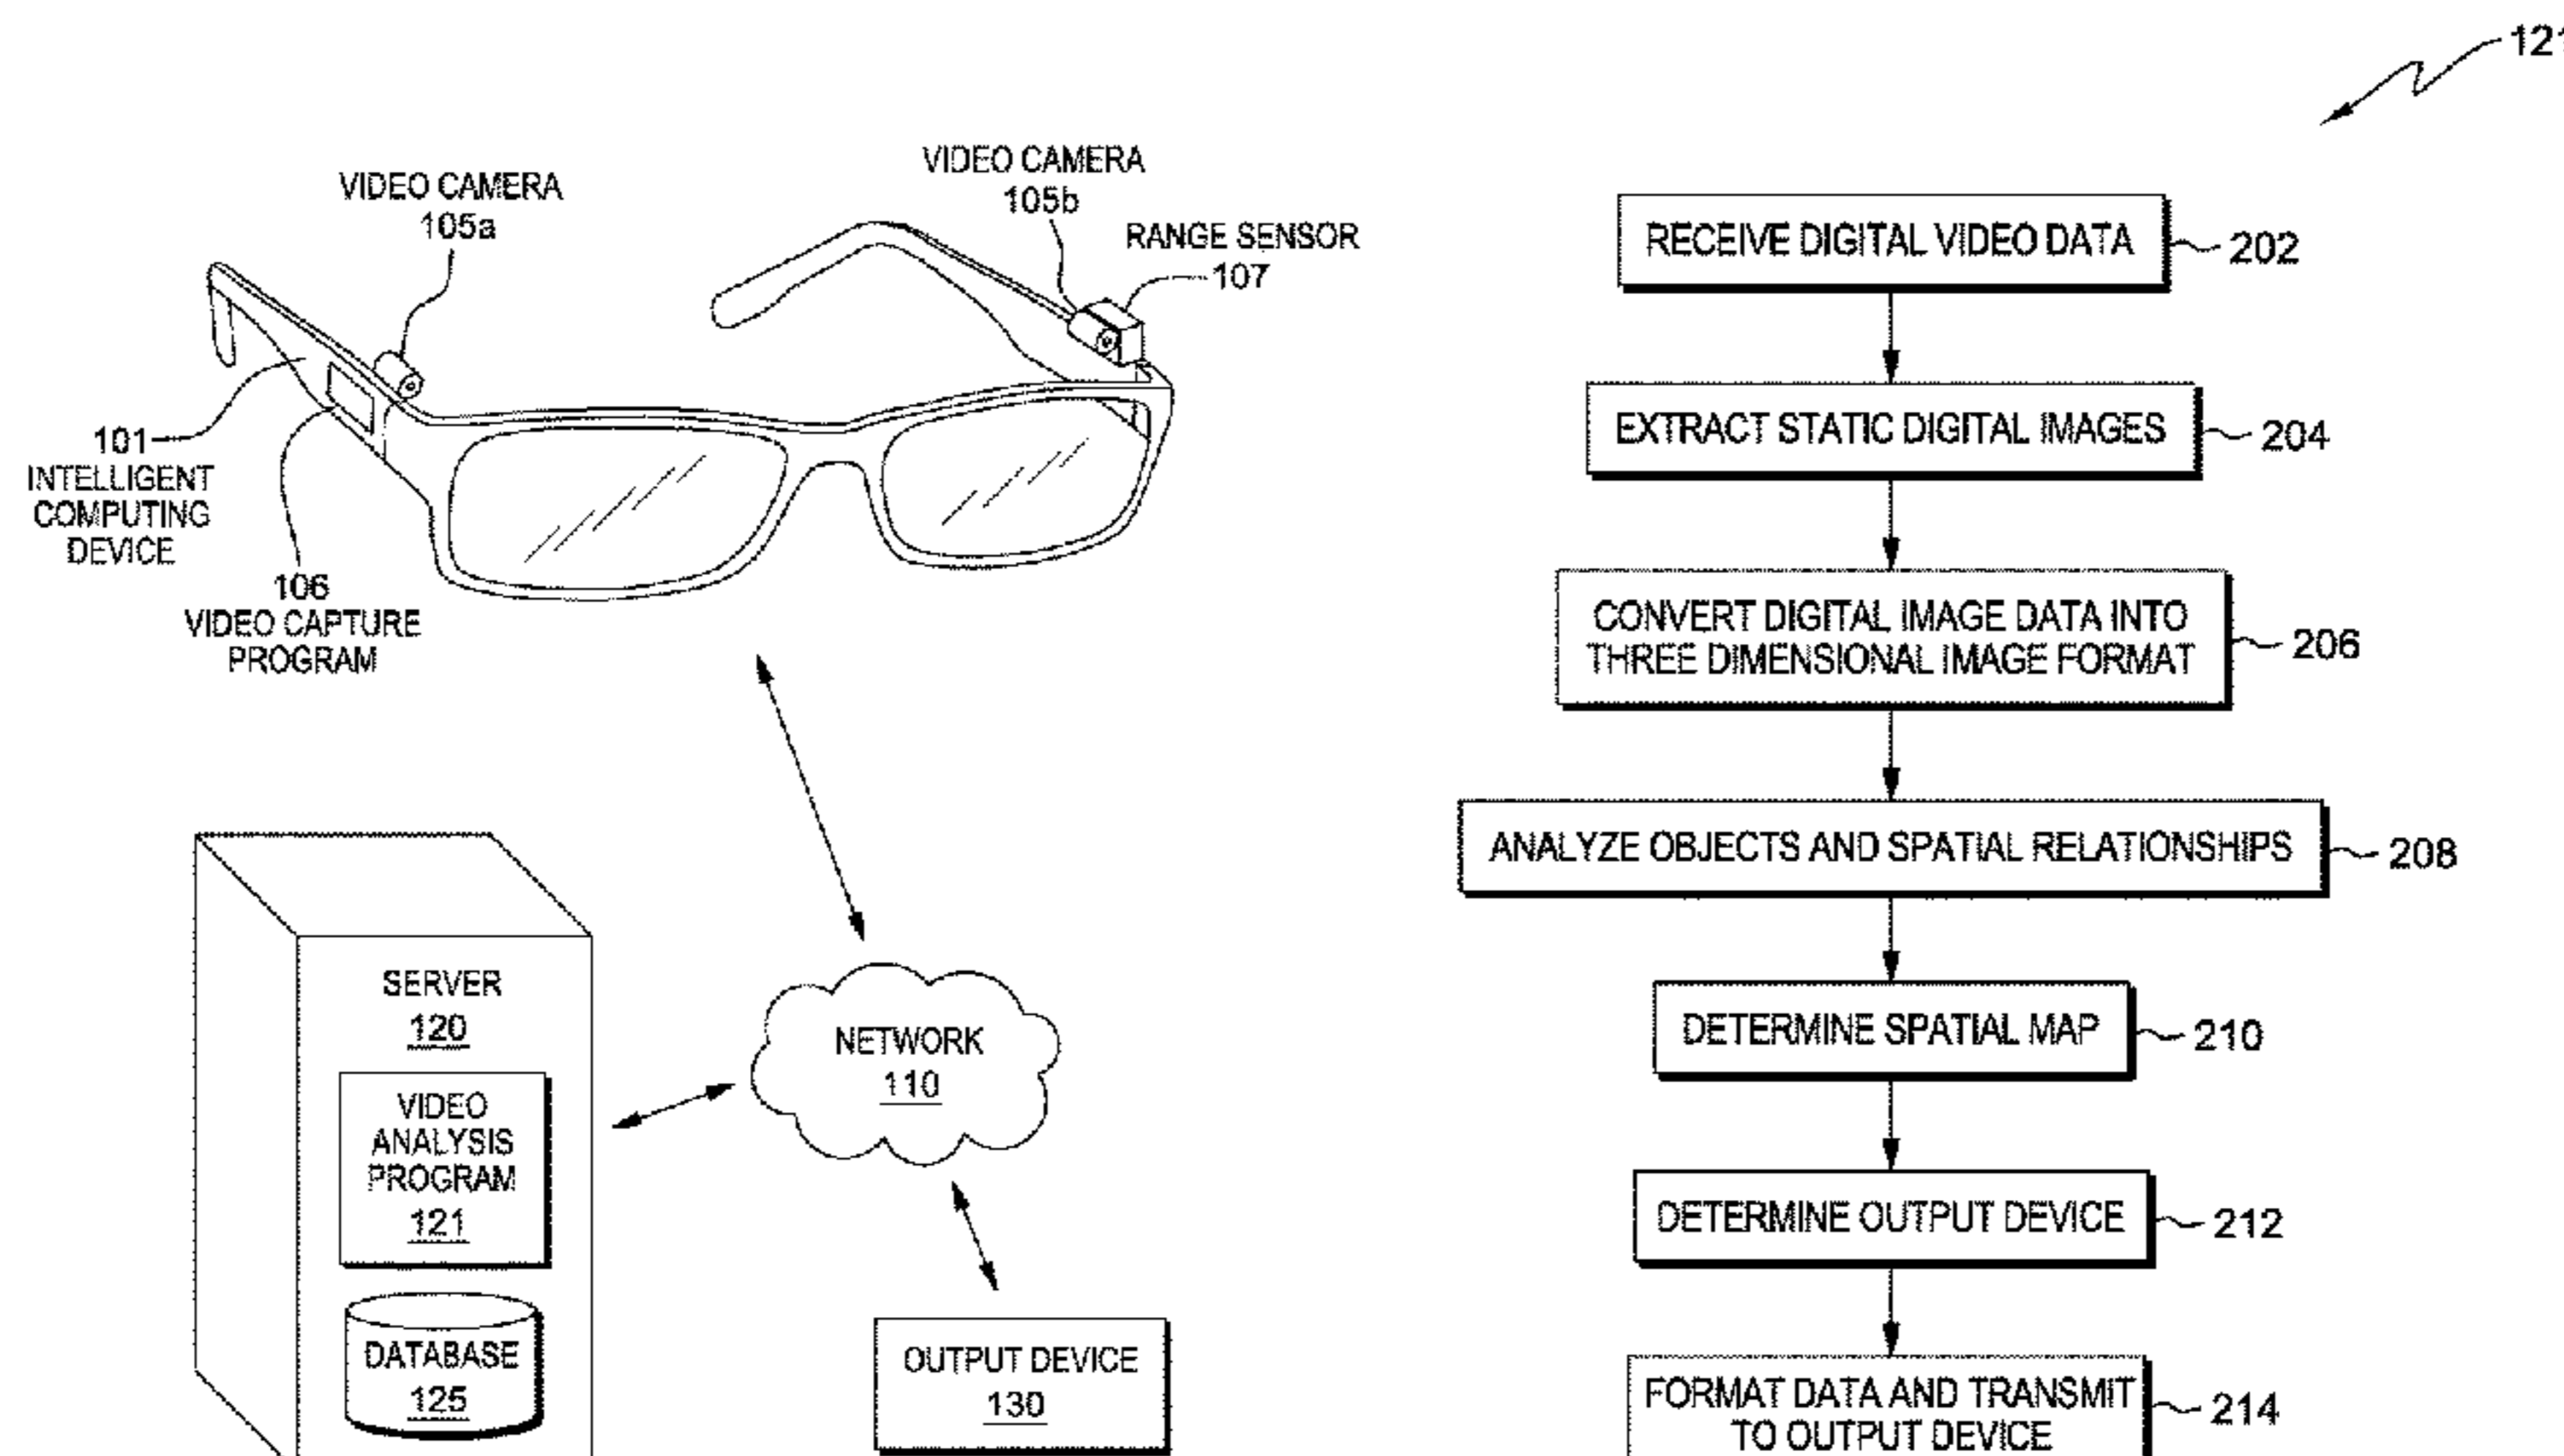 VIDEO CAMERA
105a
VIDEO CAMERA
105b
RANGE SENSOR
107
101
INTELLIGENT
COMPUTING
DEVICE
106
VIDEO CAPTURE
PROGRAM
SERVER
120
VIDEO
ANALYSIS
PROGRAM
121
DATABASE
125
NETWORK
110
OUTPUT DEVICE
130
121
RECEIVE DIGITAL VIDEO DATA
202
EXTRACT STATIC DIGITAL IMAGES
204
CONVERT DIGITAL IMAGE DATA INTO
THREE DIMENSIONAL IMAGE FORMAT
206
ANALYZE OBJECTS AND SPATIAL RELATIONSHIPS
208
DETERMINE SPATIAL MAP
210
DETERMINE OUTPUT DEVICE
212
FORMAT DATA AND TRANSMIT
TO OUTPUT DEVICE
214